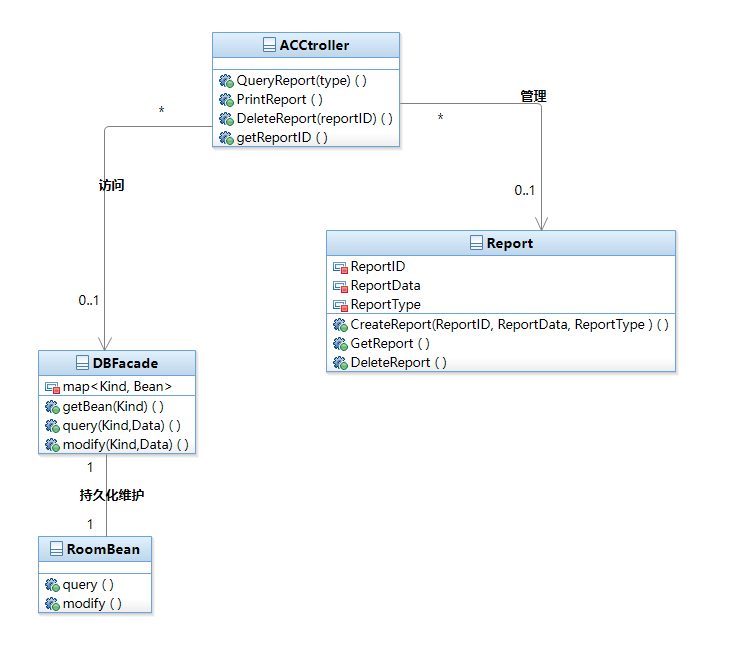 ACCtroller
QueryReport(type) ( )
PrintReport ( )
DeleteReport(reportID) ( )
getReportID ( )
*
访问
0..1
管理
*
0..1
Report
ReportID
ReportData
ReportType
CreateReport(ReportID, ReportData, ReportType ) ( )
GetReport ( )
DeleteReport ( )
DBFacade
map<Kind, Bean>
getBean(Kind) ( )
query(Kind,Data) ( )
modify(Kind,Data) ( )
1
持久化维护
1
RoomBean
query ( )
modify ( )